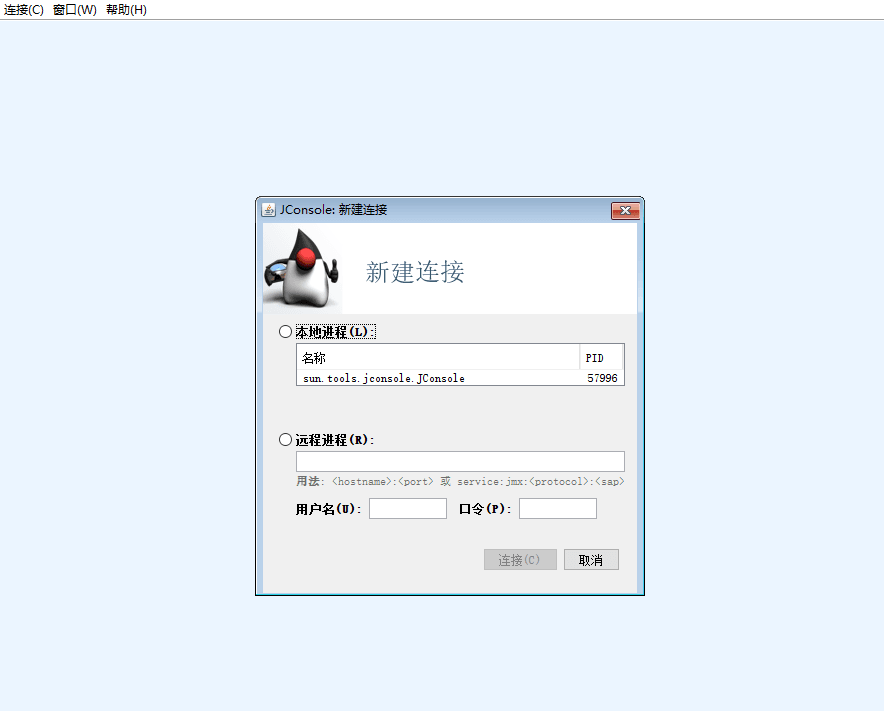 连接(C) 窗口(W) 帮助(H)
JConsole: 新建连接
新建连接
本地进程(L):
名称 PID
sun.tools.jconsole.JConsole 57996
远程进程(R):
用法: <hostname>:<port> 或 service:jmx:<protocol>:<sap>
用户名(U): 口令(P):
连接(C) 取消